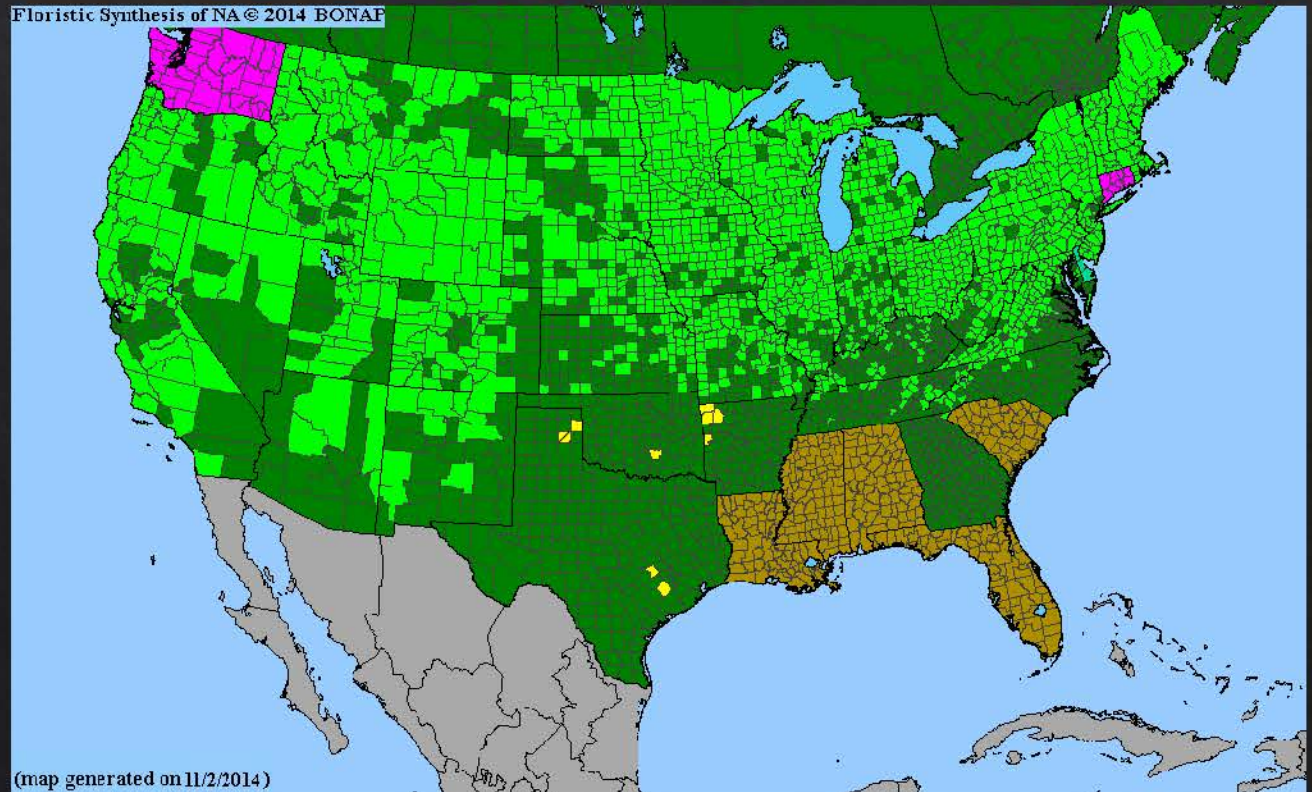 Floristic Synthesis of NA © 2014 BONAP
(map generated on 11/2/2014)